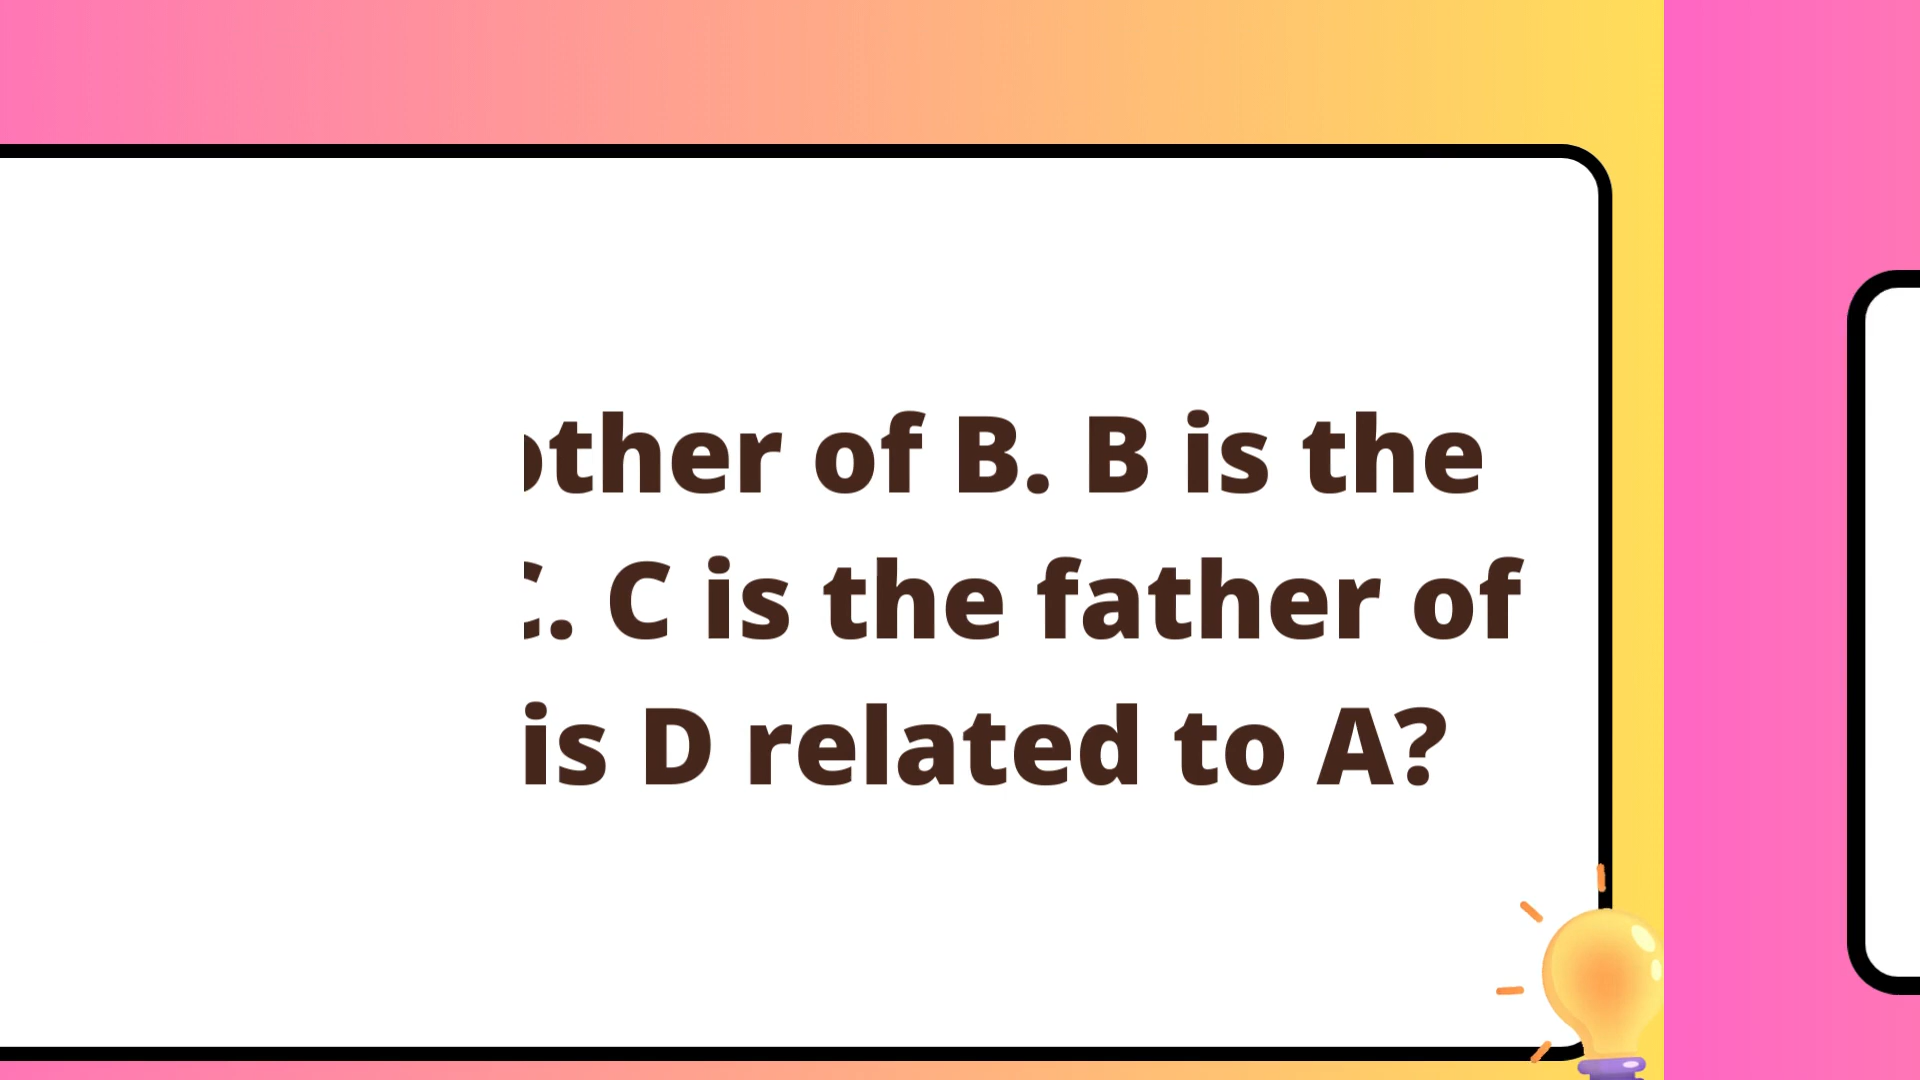 other of B. B is the
C. C is the father of
is D related to A?